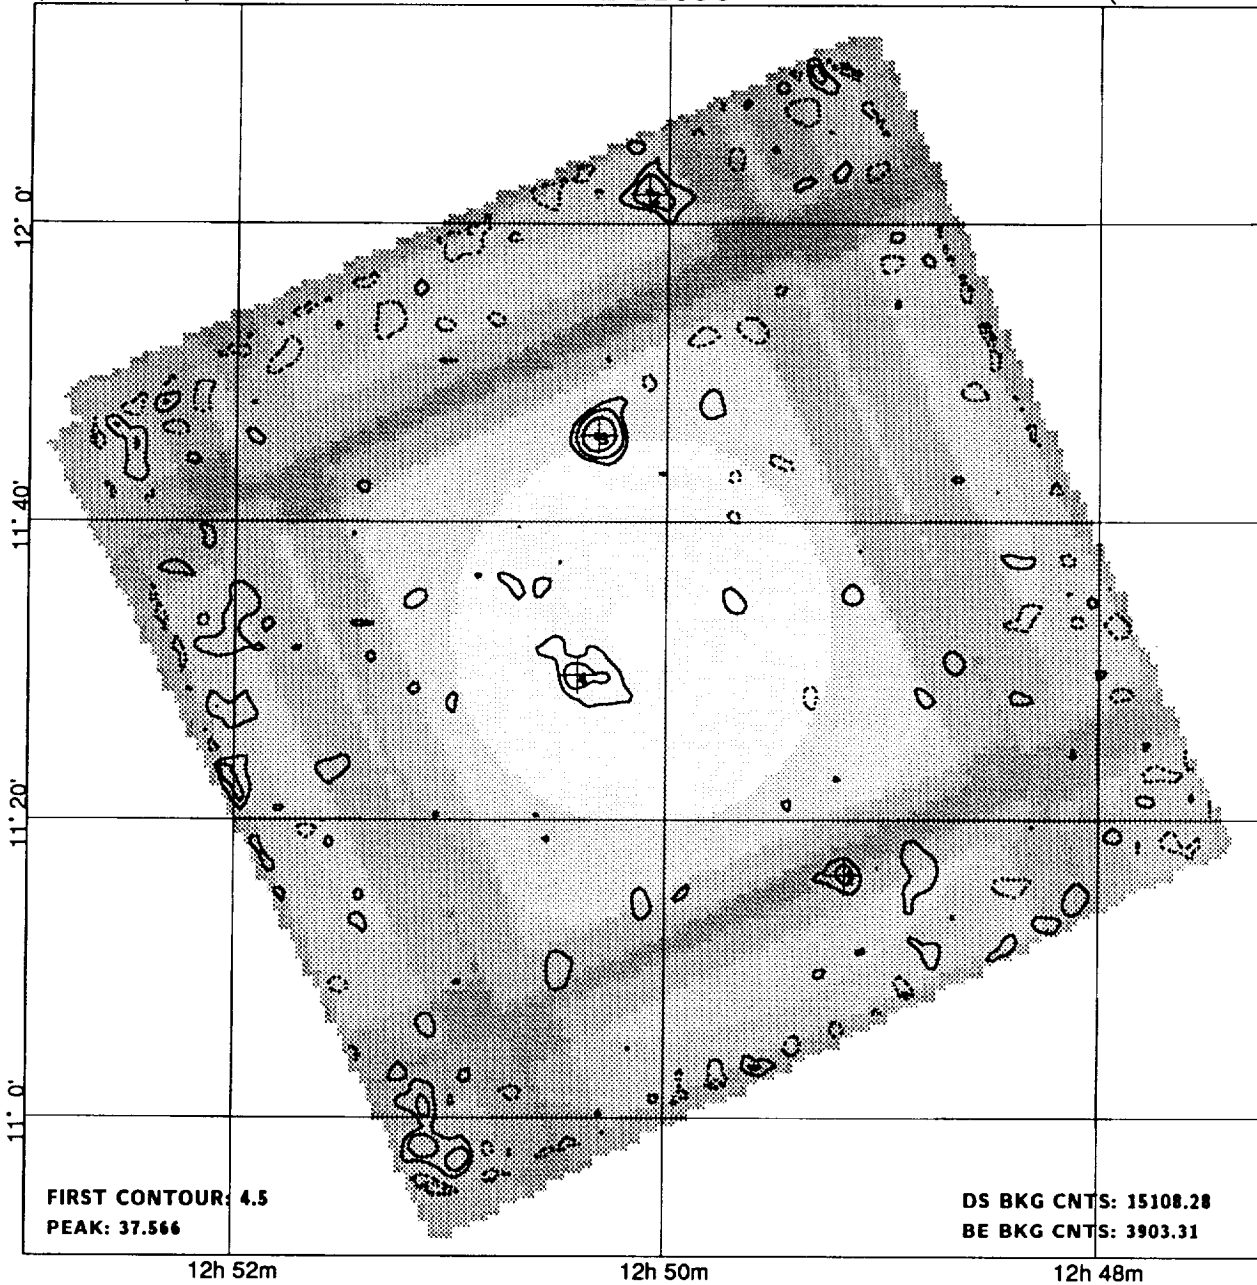 12° 0'
11° 40'
11° 20'
11° 0'
FIRST CONTOUR: 4.5
PEAK: 37.566
DS BKG CNTS: 15108.28
BE BKG CNTS: 3903.31
12h 52m
12h 50m
12h 48m